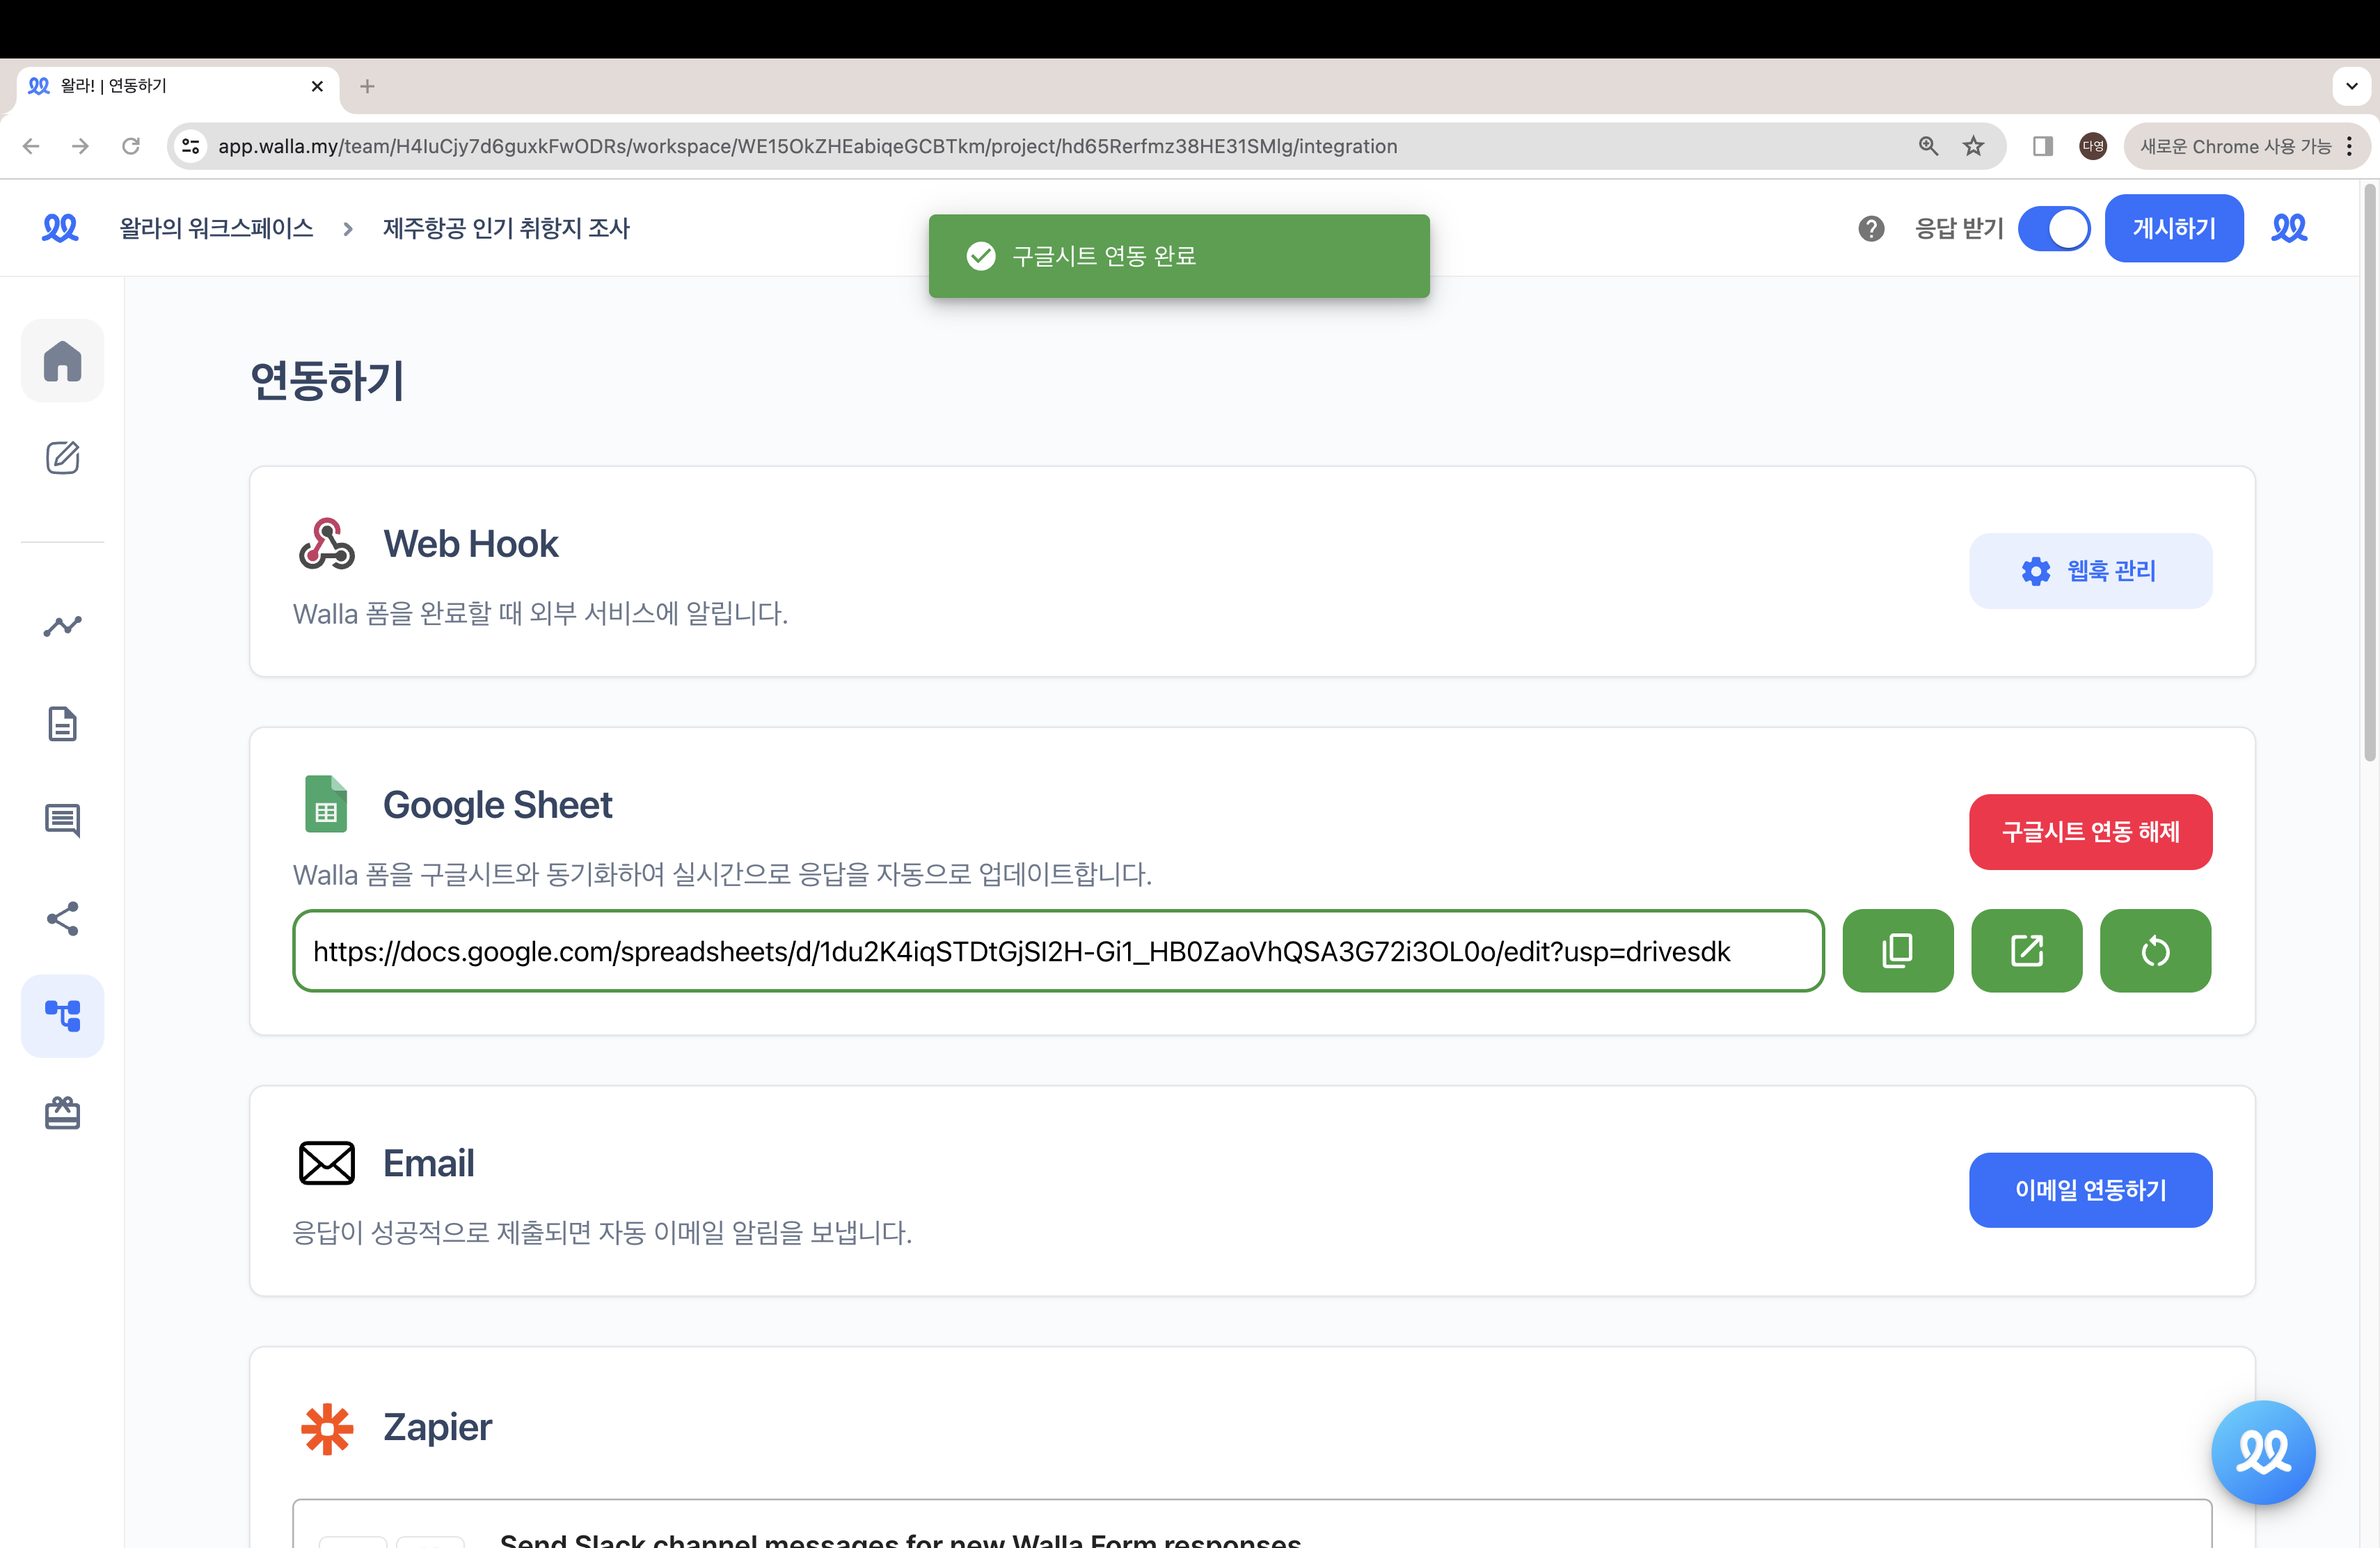 왈라! | 연동하기
app.walla.my/team/H4IuCjy7d6guxkFwODRs/workspace/WE15OkZHEabiqeGCBTkm/project/hd65Rerfmz38HE31SMlg/integration
다영
새로운 Chrome 사용 가능
왈라의 워크스페이스 > 제주항공 인기 취항지 조사
구글시트 연동 완료
응답 받기
게시하기
연동하기
Web Hook
Walla 폼을 완료할 때 외부 서비스에 알립니다.
웹훅 관리
Google Sheet
Walla 폼을 구글시트와 동기화하여 실시간으로 응답을 자동으로 업데이트합니다.
구글시트 연동 해제
https://docs.google.com/spreadsheets/d/1du2K4iqSTDtGjSI2H-Gi1_HB0ZaoVhQSA3G72i3OL0o/edit?usp=drivesdk
Email
응답이 성공적으로 제출되면 자동 이메일 알림을 보냅니다.
이메일 연동하기
Zapier
Send Slack channel messages for new Walla Form responses